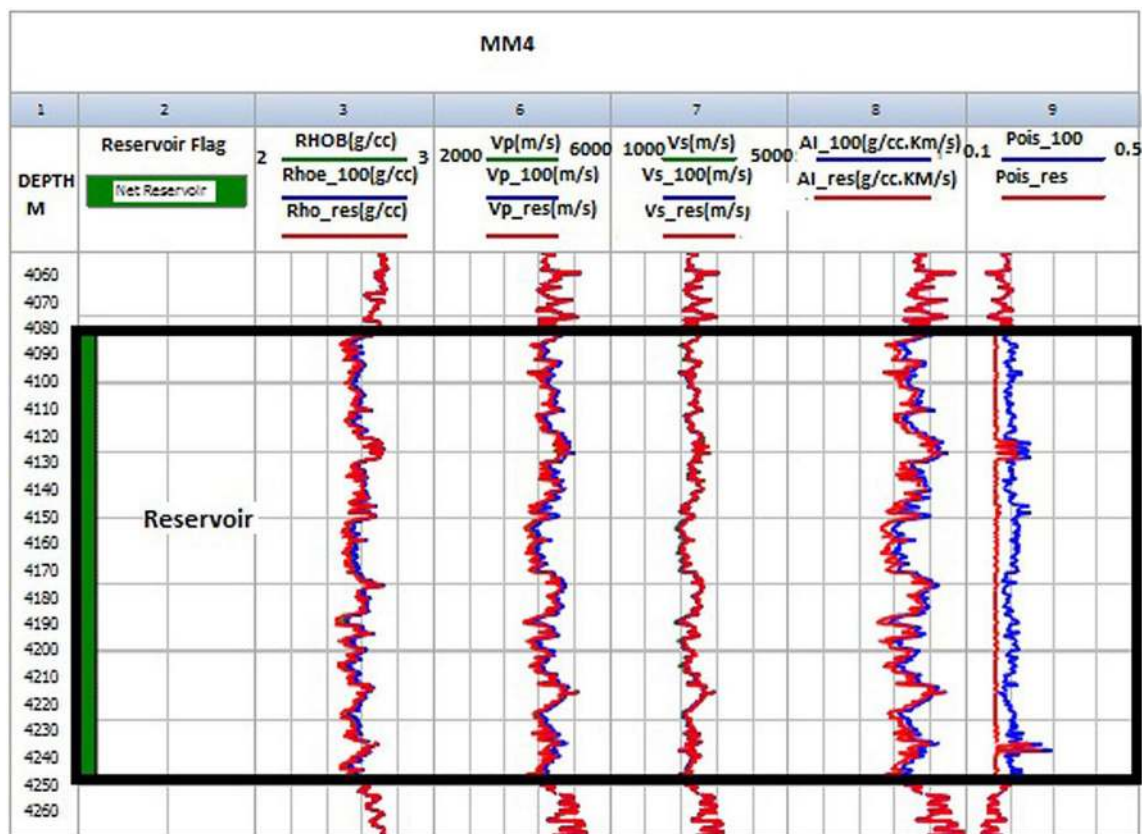 MM4
1 2 3 6 7 8 9
DEPTH
M
Reservoir Flag
Net Reservoir
RHOB(g/cc)
2 3
Rhoe_100(g/cc)
Rho_res(g/cc)
Vp(m/s)
2000 6000
Vp_100(m/s)
Vp_res(m/s)
Vs(m/s)
1000 5000
Vs_100(m/s)
Vs_res(m/s)
AI_100(g/cc.Km/s)
AI_res(g/cc.KM/s)
Pois_100
0.1 0.5
Pois_res
4060
4070
4080
4090
4100
4110
4120
4130
4140
4150
Reservoir
4160
4170
4180
4190
4200
4210
4220
4230
4240
4250
4260